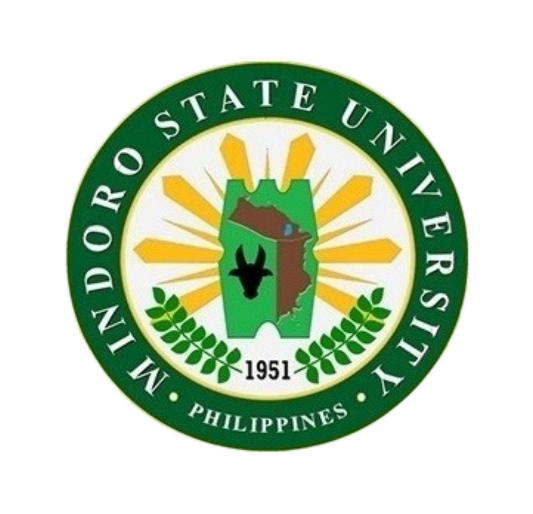 MINDORO STATE UNIVERSITY
1951
• PHILIPPINES •